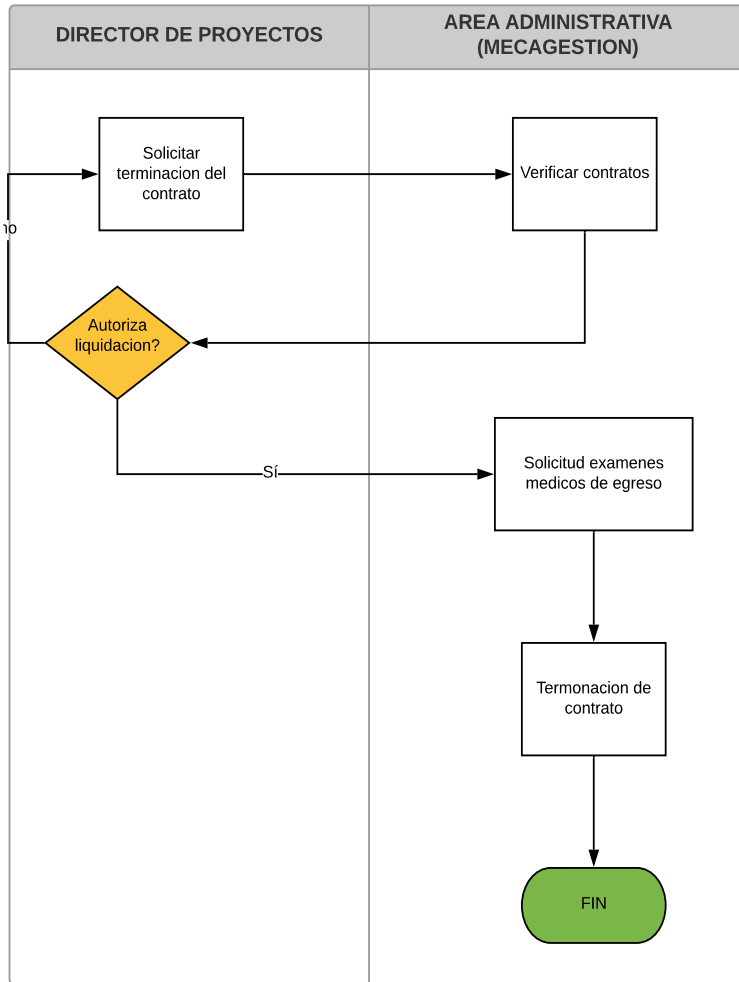 DIRECTOR DE PROYECTOS
AREA ADMINISTRATIVA
(MECAGESTION)
Solicitar
terminacion del
contrato
Verificar contratos
no
Autoriza
liquidacion?
Sí
Solicitud examenes
medicos de egreso
Termonacion de
contrato
FIN